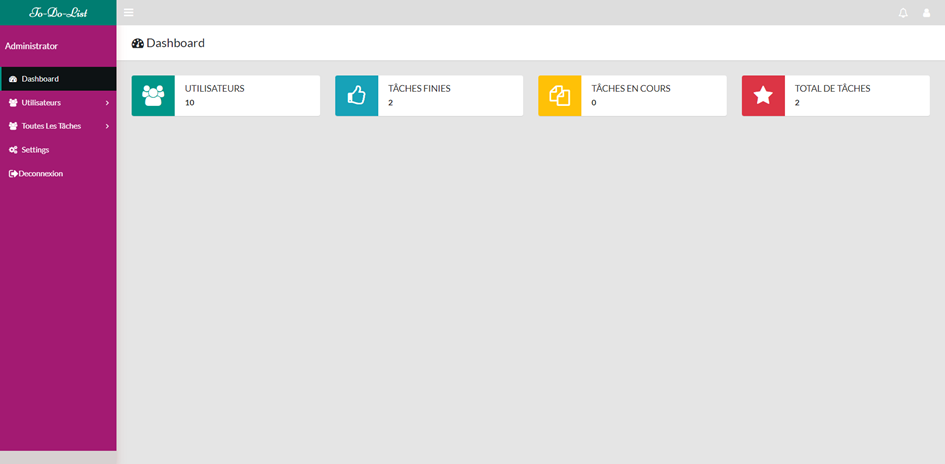 To-Do-List
Administrator
Dashboard
Utilisateurs
Toutes Les Tâches
Settings
Deconnexion
Dashboard
UTILISATEURS
10
TÂCHES FINIES
2
TÂCHES EN COURS
0
TOTAL DE TÂCHES
2